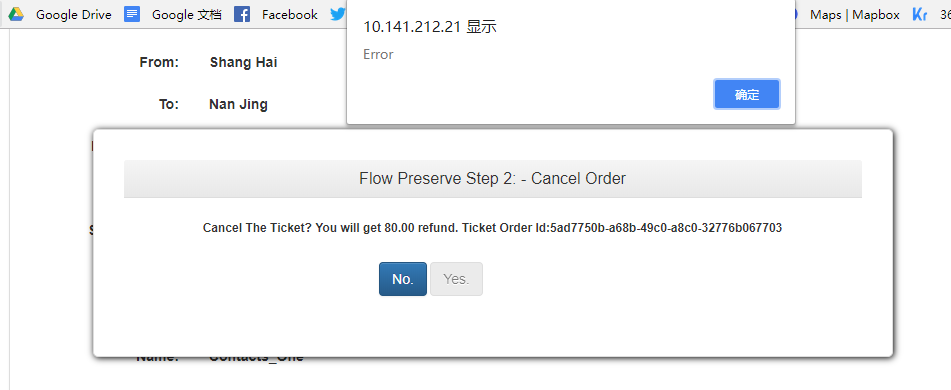 Google Drive Google 文档 Facebook Maps | Mapbox 36
10.141.212.21 显示
Error
确定
From: Shang Hai
To: Nan Jing
Flow Preserve Step 2: - Cancel Order
Cancel The Ticket? You will get 80.00 refund. Ticket Order Id:5ad7750b-a68b-49c0-a8c0-32776b067703
No. Yes.
Name: Contacts_One